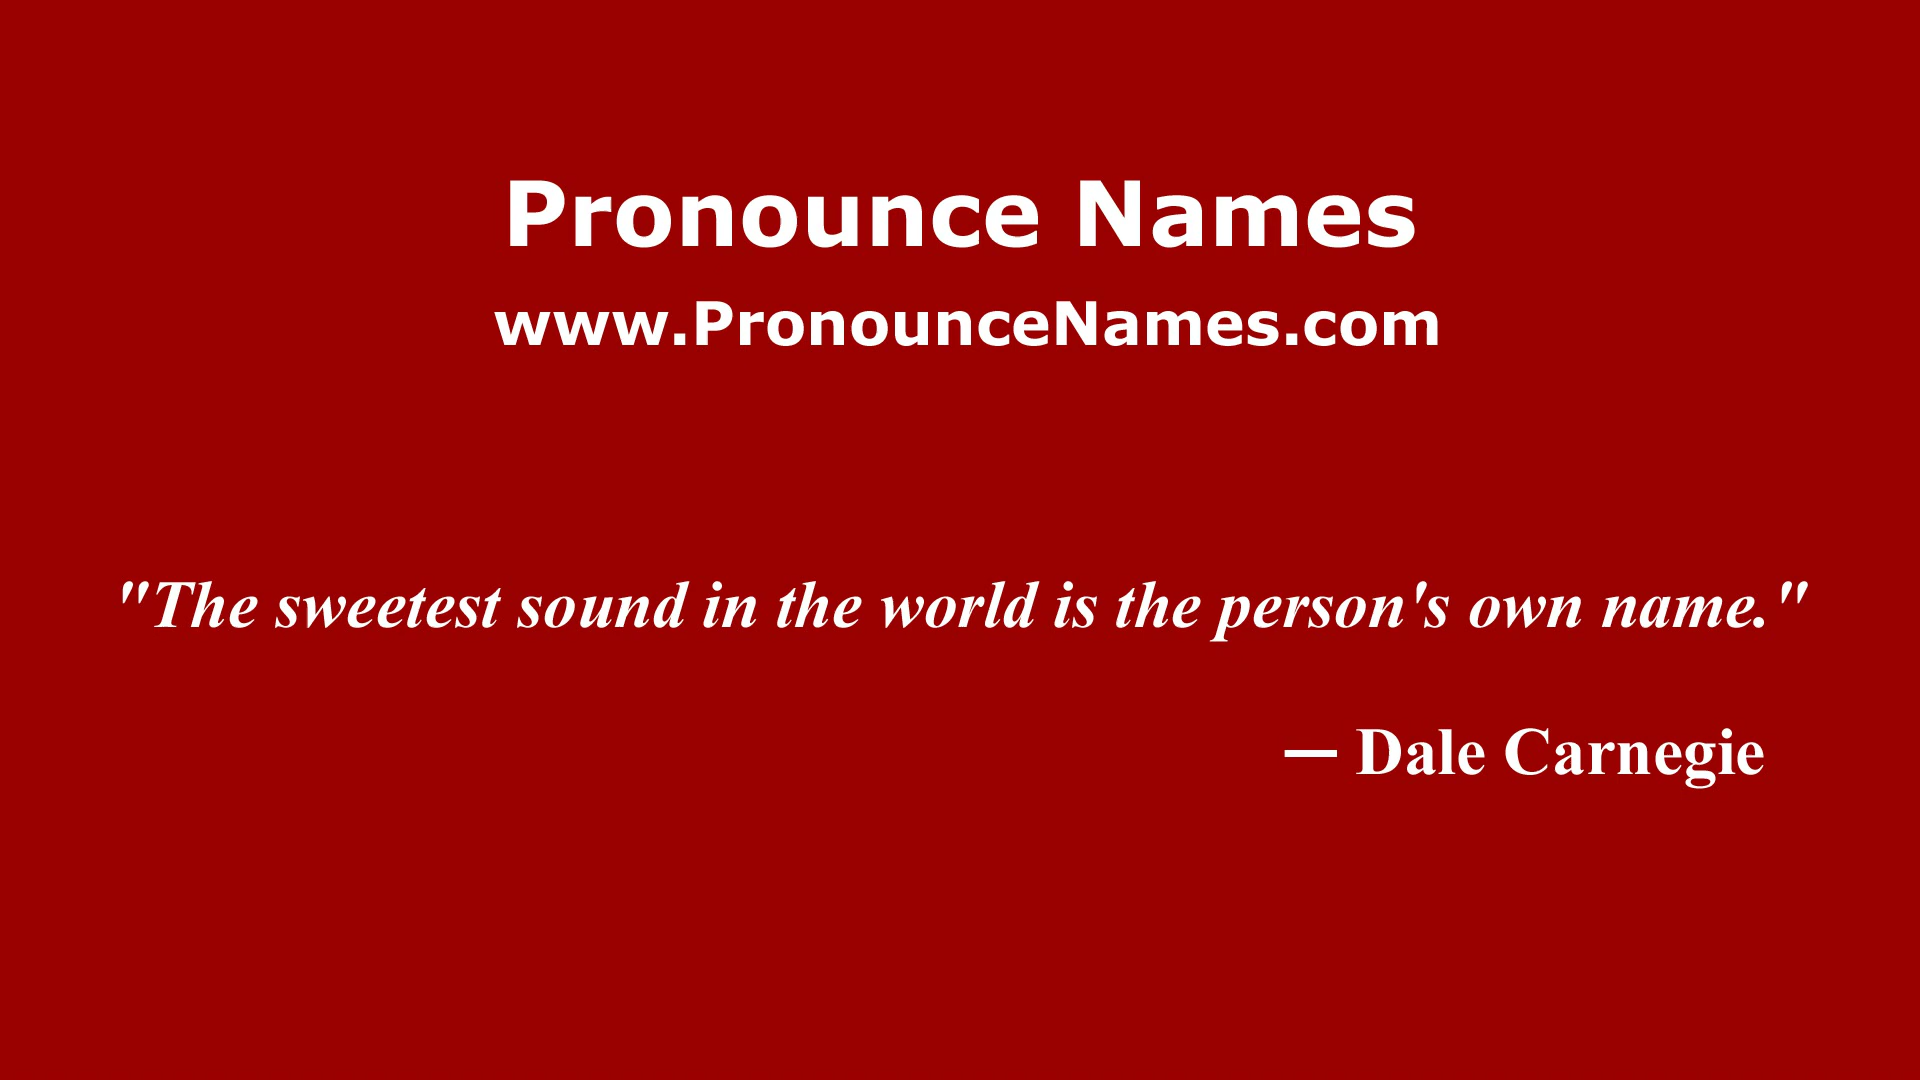 Pronounce Names
www.PronounceNames.com
"The sweetest sound in the world is the person's own name."
— Dale Carnegie